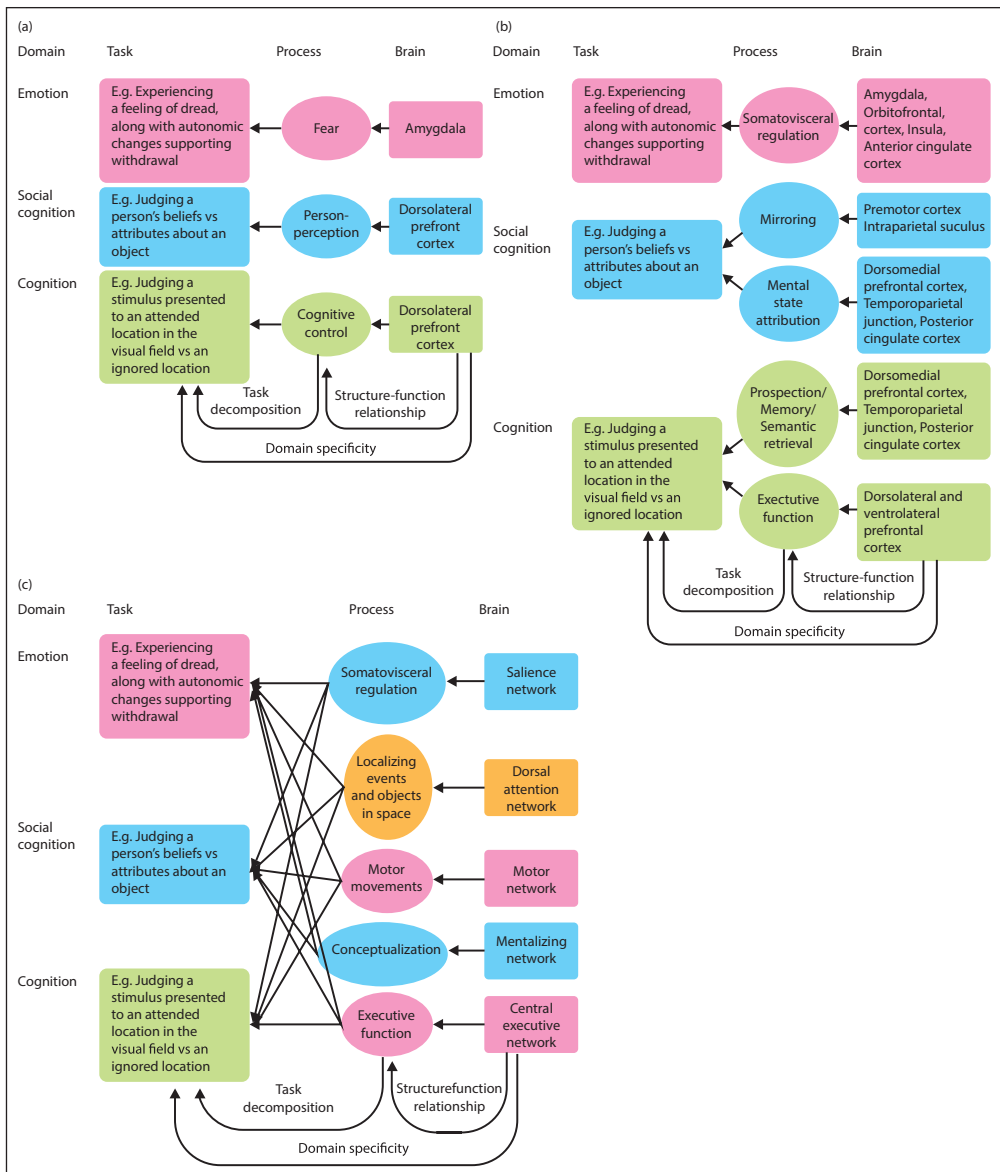 (a)
Domain Task Process Brain
Emotion
E.g. Experiencing
a feeling of dread,
along with autonomic
changes supporting
withdrawal
Fear
Amygdala
Social
cognition
E.g. Judging a
person's beliefs vs
attributes about an
object
Person-
perception
Dorsolateral
prefront
cortex
Cognition
E.g. Judging a
stimulus presented
to an attended
location in the
visual field vs an
ignored location
Cognitive
control
Dorsolateral
prefront
cortex
Task
decomposition
Structure-function
relationship
Domain specificity
(b)
Domain Task Process Brain
Emotion
E.g. Experiencing
a feeling of dread,
along with autonomic
changes supporting
withdrawal
Somatovisceral
regulation
Amygdala,
Orbitofrontal,
cortex, Insula,
Anterior cingulate
cortex
Social
cognition
E.g. Judging a
person's beliefs vs
attributes about an
object
Mirroring
Premotor cortex
Intraparietal suculus
Mental
state
attribution
Dorsomedial
prefrontal cortex,
Temporoparietal
junction, Posterior
cingulate cortex
Cognition
E.g. Judging a
stimulus presented
to an attended
location in the
visual field vs an
ignored location
Prospection/
Memory/
Semantic
retrieval
Dorsomedial
prefrontal cortex,
Temporoparietal
junction, Posterior
cingulate cortex
Extcutive
function
Dorsolateral and
ventrolateral
prefrontal
cortex
Task
decomposition
Structure-function
relationship
Domain specificity
(c)
Domain Task Process Brain
Emotion
E.g. Experiencing
a feeling of dread,
along with autonomic
changes supporting
withdrawal
Somatovisceral
regulation
Salience
network
Localizing
events
and objects
in space
Dorsal
attention
network
Social
cognition
E.g. Judging a
person's beliefs vs
attributes about an
object
Motor
movements
Motor
network
Conceptualization
Mentalizing
network
Cognition
E.g. Judging a
stimulus presented
to an attended
location in the
visual field vs an
ignored location
Executive
function
Central
executive
network
Task
decomposition
Structurefunction
relationship
Domain specificity